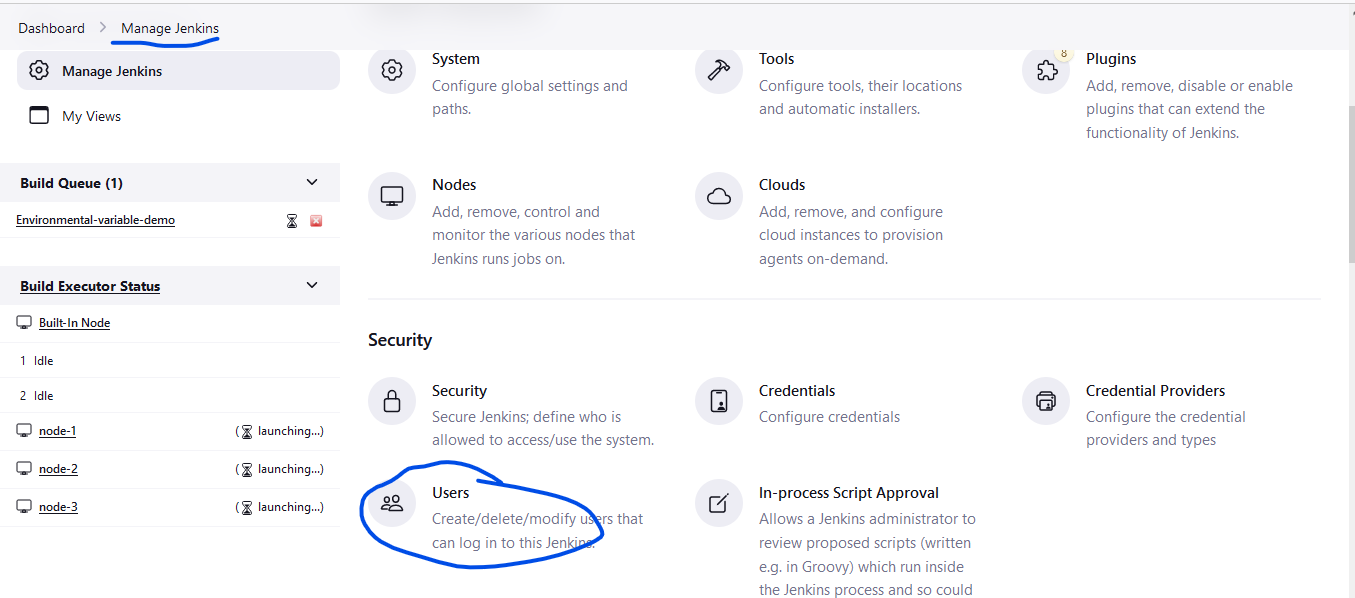 Dashboard > Manage Jenkins
Manage Jenkins
My Views
Build Queue (1)
Environmental-variable-demo
Build Executor Status
Built-In Node
1 Idle
2 Idle
node-1 (launching...)
node-2 (launching...)
node-3 (launching...)
System
Configure global settings and
paths.
Tools
Configure tools, their locations
and automatic installers.
8
Plugins
Add, remove, disable or enable
plugins that can extend the
functionality of Jenkins.
Nodes
Add, remove, control and
monitor the various nodes that
Jenkins runs jobs on.
Clouds
Add, remove, and configure
cloud instances to provision
agents on-demand.
Security
Security
Secure Jenkins; define who is
allowed to access/use the system.
Credentials
Configure credentials
Credential Providers
Configure the credential
providers and types
Users
Create/delete/modify users that
can log in to this Jenkins.
In-process Script Approval
Allows a Jenkins administrator to
review proposed scripts (written
e.g. in Groovy) which run inside
the Jenkins process and so could